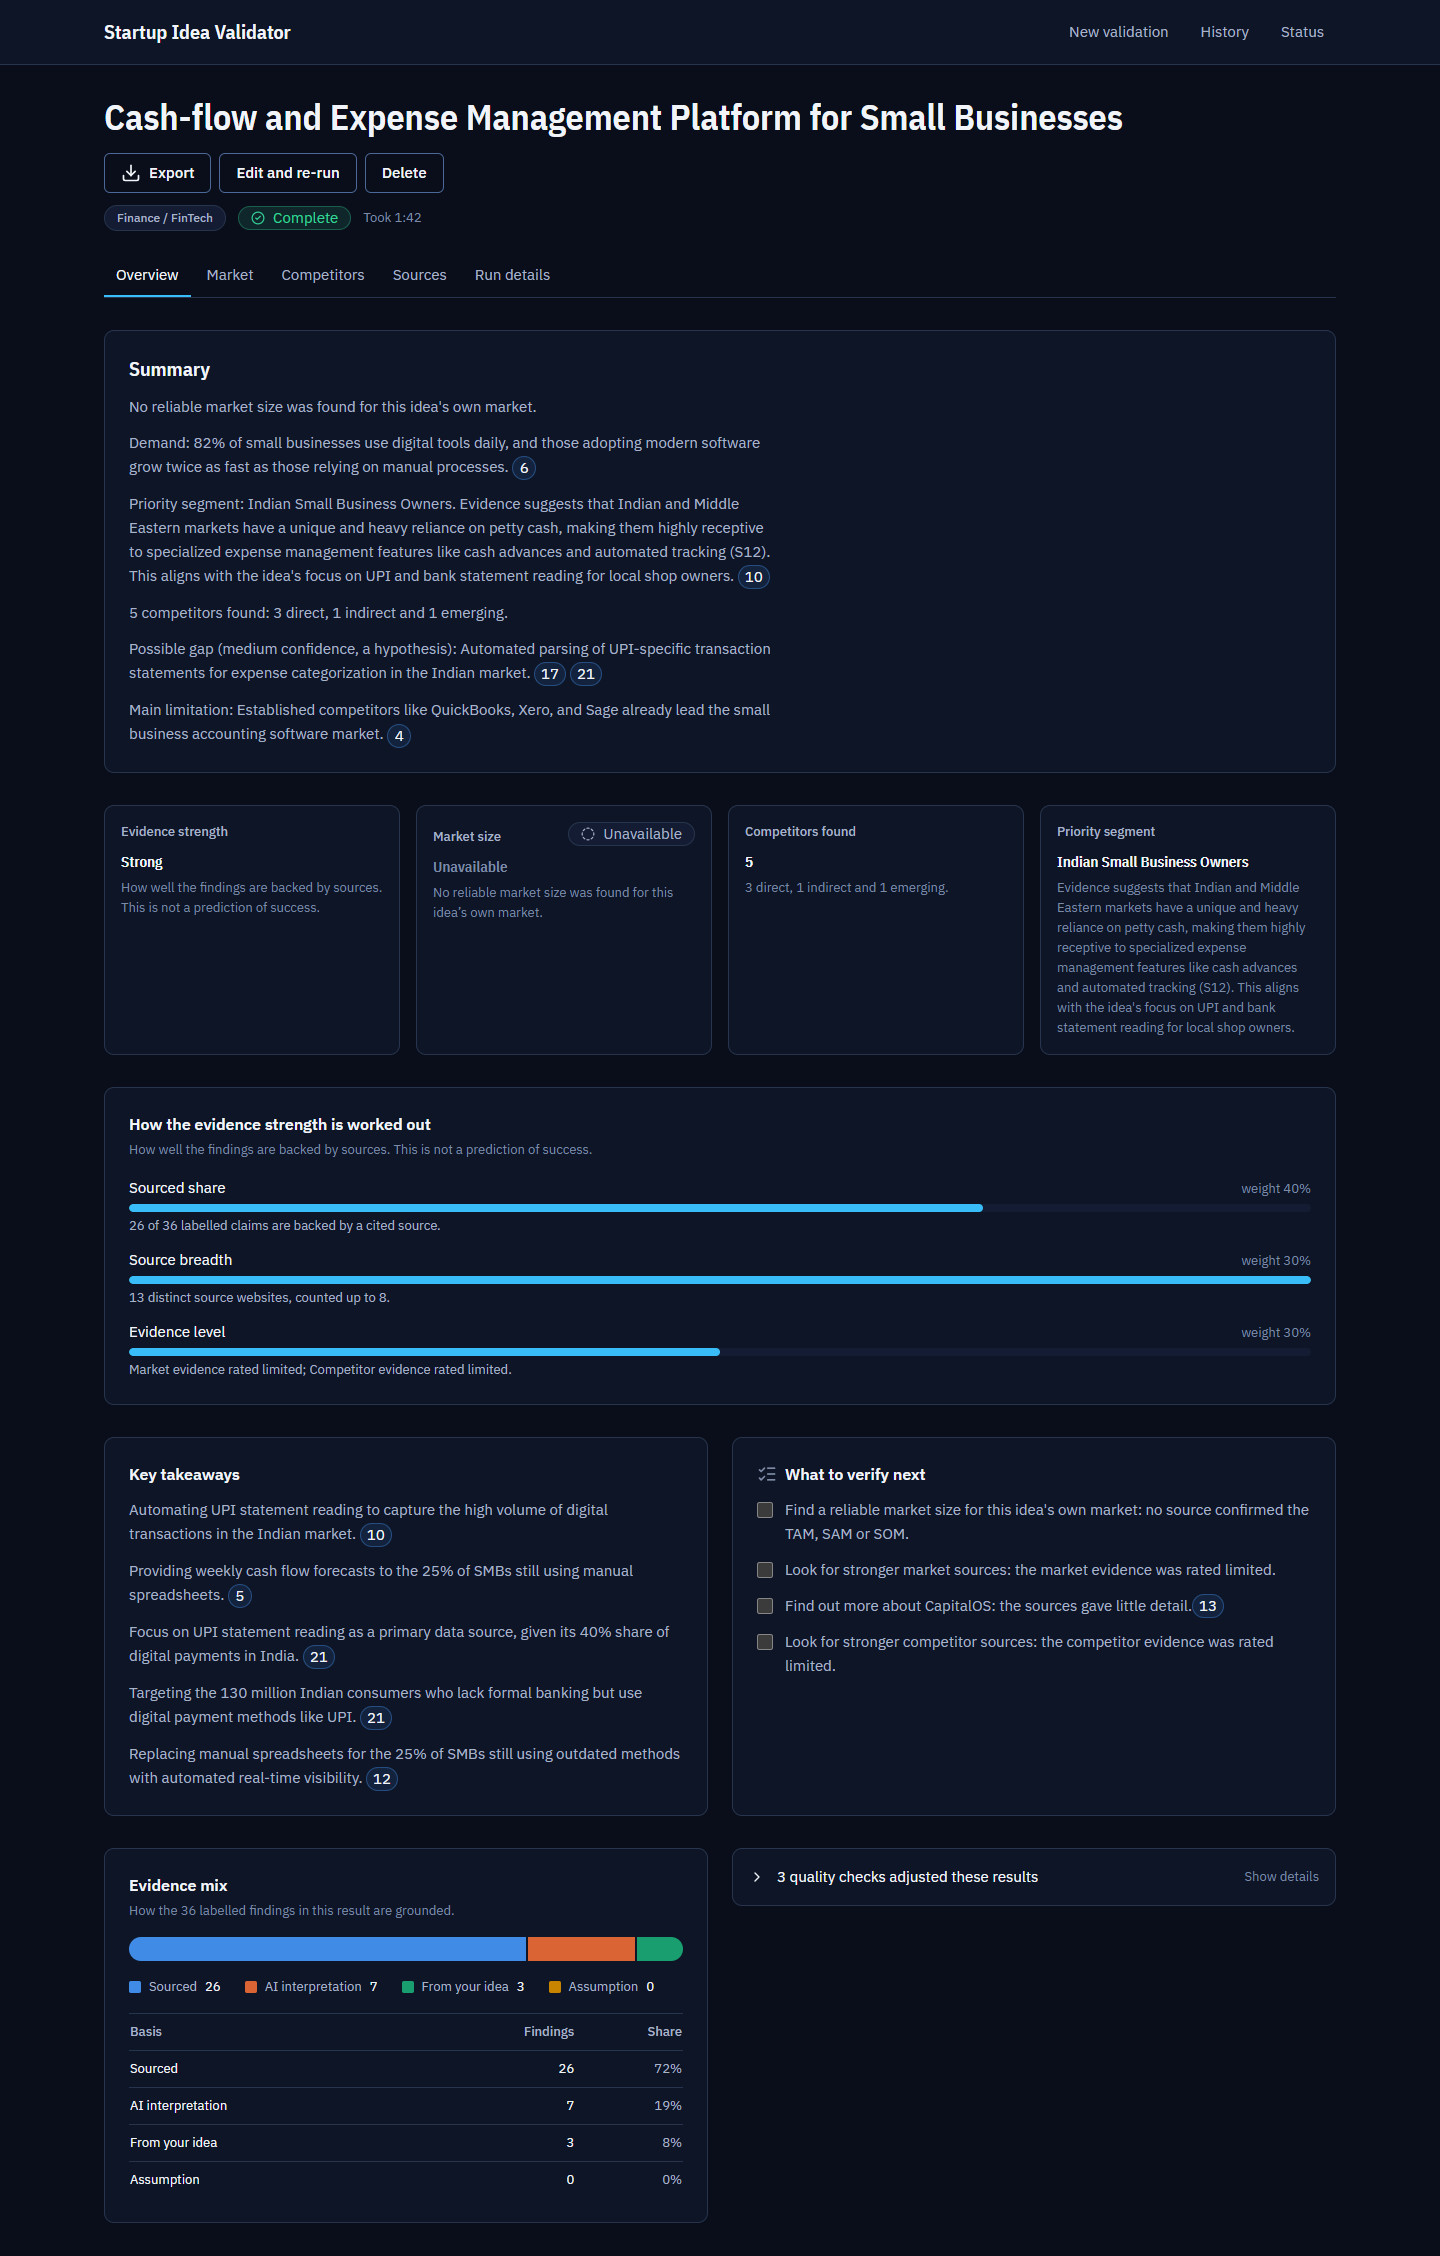 Startup Idea Validator
New validation
History
Status
Cash-flow and Expense Management Platform for Small Businesses
Export
Edit and re-run
Delete
Finance / FinTech
Complete
Took 1:42
Overview
Market
Competitors
Sources
Run details
Summary
No reliable market size was found for this idea's own market.
Demand: 82% of small businesses use digital tools daily, and those adopting modern software
grow twice as fast as those relying on manual processes. 6
Priority segment: Indian Small Business Owners. Evidence suggests that Indian and Middle
Eastern markets have a unique and heavy reliance on petty cash, making them highly receptive
to specialized expense management features like cash advances and automated tracking (S12).
This aligns with the idea's focus on UPI and bank statement reading for local shop owners. 10
5 competitors found: 3 direct, 1 indirect and 1 emerging.
Possible gap (medium confidence, a hypothesis): Automated parsing of UPI-specific transaction
statements for expense categorization in the Indian market. 17 21
Main limitation: Established competitors like QuickBooks, Xero, and Sage already lead the small
business accounting software market. 4
Evidence strength
Strong
How well the findings are backed by sources.
This is not a prediction of success.
Market size
Unavailable
Unavailable
No reliable market size was found for this
idea's own market.
Competitors found
5
3 direct, 1 indirect and 1 emerging.
Priority segment
Indian Small Business Owners
Evidence suggests that Indian and Middle
Eastern markets have a unique and heavy
reliance on petty cash, making them highly
receptive to specialized expense
management features like cash advances
and automated tracking (S12). This aligns
with the idea's focus on UPI and bank
statement reading for local shop owners.
How the evidence strength is worked out
How well the findings are backed by sources. This is not a prediction of success.
Sourced share
weight 40%
26 of 36 labelled claims are backed by a cited source.
Source breadth
weight 30%
13 distinct source websites, counted up to 8.
Evidence level
weight 30%
Market evidence rated limited; Competitor evidence rated limited.
Key takeaways
Automating UPI statement reading to capture the high volume of digital
transactions in the Indian market. 10
Providing weekly cash flow forecasts to the 25% of SMBs still using manual
spreadsheets. 5
Focus on UPI statement reading as a primary data source, given its 40% share of
digital payments in India. 21
Targeting the 130 million Indian consumers who lack formal banking but use
digital payment methods like UPI. 21
Replacing manual spreadsheets for the 25% of SMBs still using outdated methods
with automated real-time visibility. 12
What to verify next
Find a reliable market size for this idea's own market: no source confirmed the
TAM, SAM or SOM.
Look for stronger market sources: the market evidence was rated limited.
Find out more about CapitalOS: the sources gave little detail. 13
Look for stronger competitor sources: the competitor evidence was rated
limited.
Evidence mix
How the 36 labelled findings in this result are grounded.
Sourced 26
AI interpretation 7
From your idea 3
Assumption 0
Basis Findings Share
Sourced 26 72%
AI interpretation 7 19%
From your idea 3 8%
Assumption 0 0%
3 quality checks adjusted these results
Show details